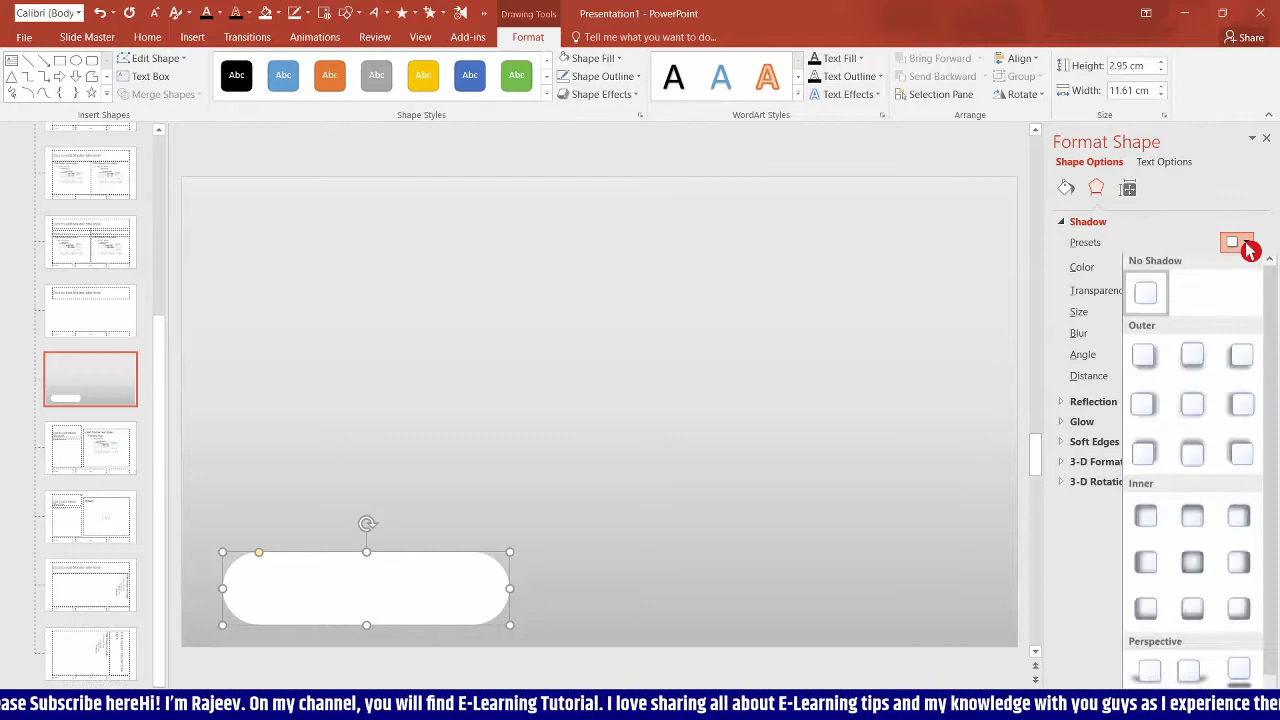 Calibri (Body
Drawing Tools
Presentation1 - PowerPoint
File
Slide Master
Home
Insert
Transitions
Animations
Review
View
Add-ins
Format
Tell me what you want to do...
Share
Edit Shape
Text Box
Merge Shapes
Insert Shapes
Abc Abc Abc Abc Abc Abc Abc
Shape Fill
Shape Outline
Shape Effects
Shape Styles
A A A
Text Fill
Text Outline
Text Effects
WordArt Styles
Bring Forward
Send Backward
Selection Pane
Align
Group
Rotate
Arrange
Height: 2.95 cm
Width: 11.61 cm
Size
Format Shape
Shape Options
Text Options
Shadow
Presets
Color
Transparenc
Size
Blur
Angle
Distance
Reflection
Glow
Soft Edges
3-D Format
3-D Rotatio
No Shadow
Outer
Inner
Perspective
ease Subscribe hereHi! I'm Rajeev. On my channel, you will find E-Learning Tutorial. I love sharing all about E-Learning tips and my knowledge with you guys as I experience the